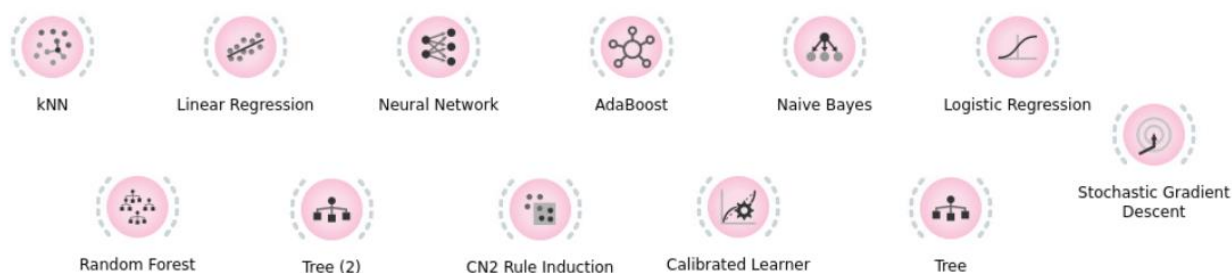 kNN
Linear Regression
Neural Network
AdaBoost
Naive Bayes
Logistic Regression
Stochastic Gradient
Descent
Random Forest
Tree (2)
CN2 Rule Induction
Calibrated Learner
Tree